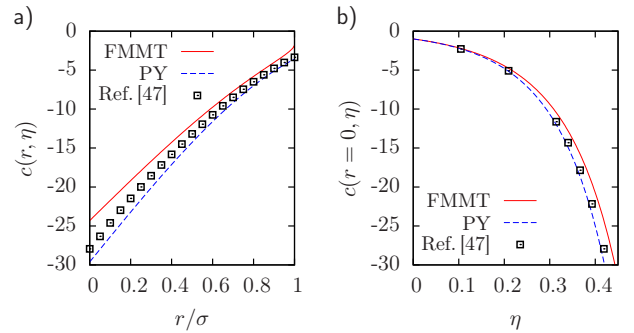 a)
0
-5
-10
-15
-20
-25
-30
c(r, η)
FMMT
PY
Ref. [47]
0 0.2 0.4 0.6 0.8 1
r/σ
b)
0
-5
-10
-15
-20
-25
-30
c(r = 0, η)
FMMT
PY
Ref. [47]
0.0 0.1 0.2 0.3 0.4
η